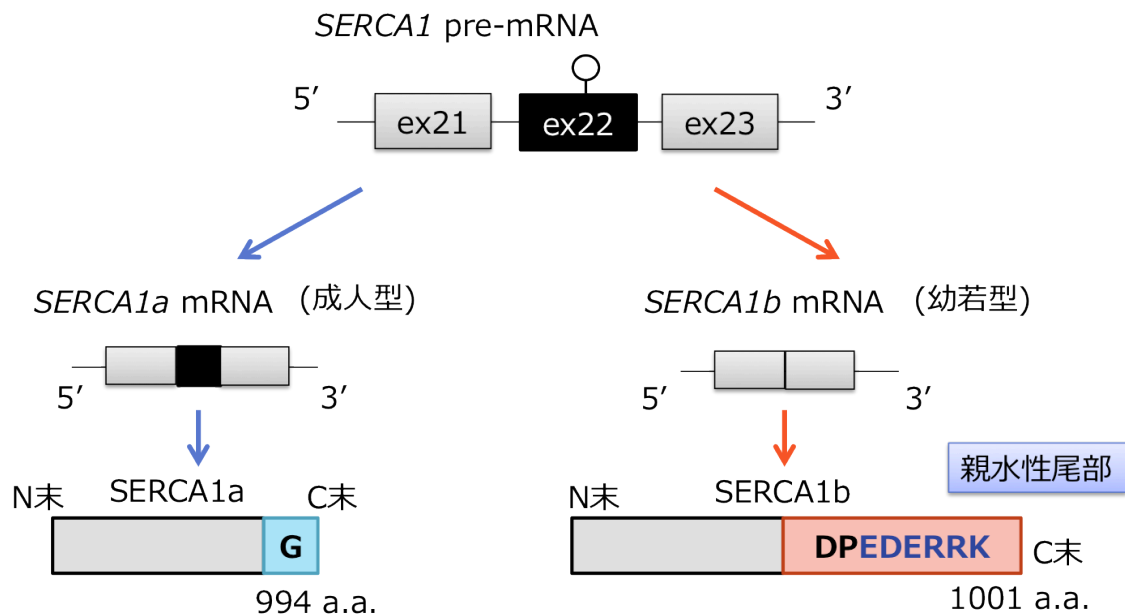 SERCA1 pre-mRNA
5′ ex21 ex22 ex23 3′
SERCA1a mRNA (成人型)
5′ 3′
SERCA1a
N末 C末
G
994 a.a.
SERCA1b mRNA (幼若型)
5′ 3′
親水性尾部
SERCA1b
N末
DPEDERRK C末
1001 a.a.